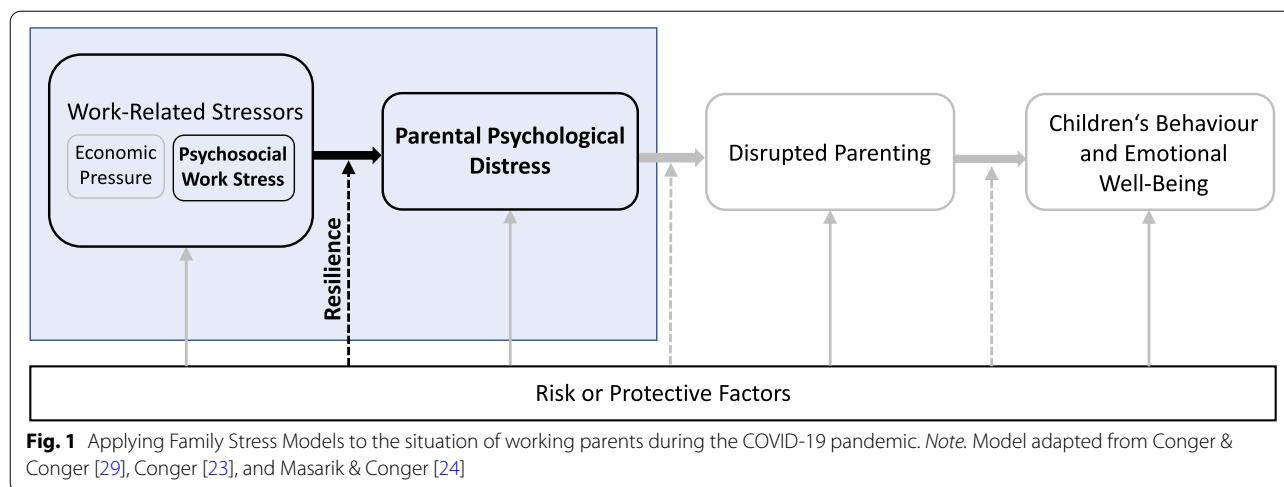 Work-Related Stressors
Economic
Pressure
Psychosocial
Work Stress
Resilience
Parental Psychological
Distress
Disrupted Parenting
Children‘s Behaviour
and Emotional
Well-Being
Risk or Protective Factors
Fig. 1 Applying Family Stress Models to the situation of working parents during the COVID-19 pandemic. Note. Model adapted from Conger &
Conger [29], Conger [23], and Masarik & Conger [24]